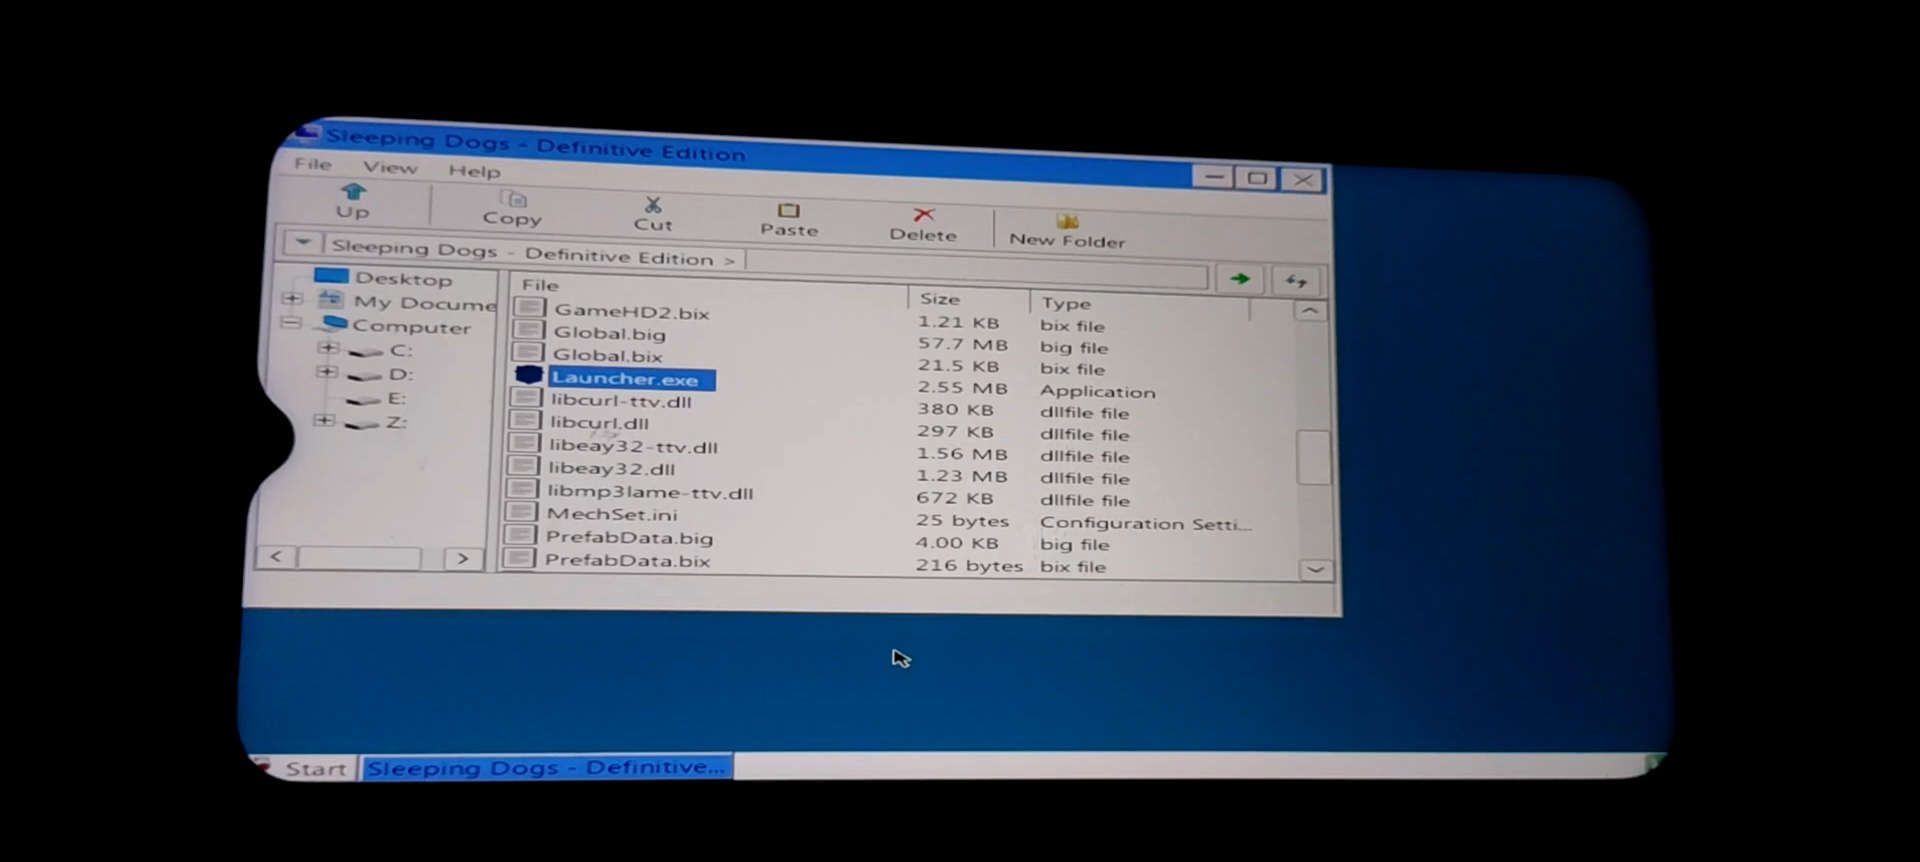 Sleeping Dogs - Definitive Edition
File View Help
Up Copy Cut Paste Delete New Folder
Sleeping Dogs - Definitive Edition >
Desktop
My Docume
Computer
C:
D:
E:
Z:
File Size Type
GameHD2.bix 1.21 KB bix file
Global.big 57.7 MB big file
Global.bix 21.5 KB bix file
Launcher.exe 2.55 MB Application
libcurl-ttv.dll 380 KB dllfile file
libcurl.dll 297 KB dllfile file
libeay32-ttv.dll 1.56 MB dllfile file
libeay32.dll 1.23 MB dllfile file
libmp3lame-ttv.dll 672 KB dllfile file
MechSet.ini 25 bytes Configuration Setti...
PrefabData.big 4.00 KB big file
PrefabData.bix 216 bytes bix file
Start Sleeping Dogs - Definitive...